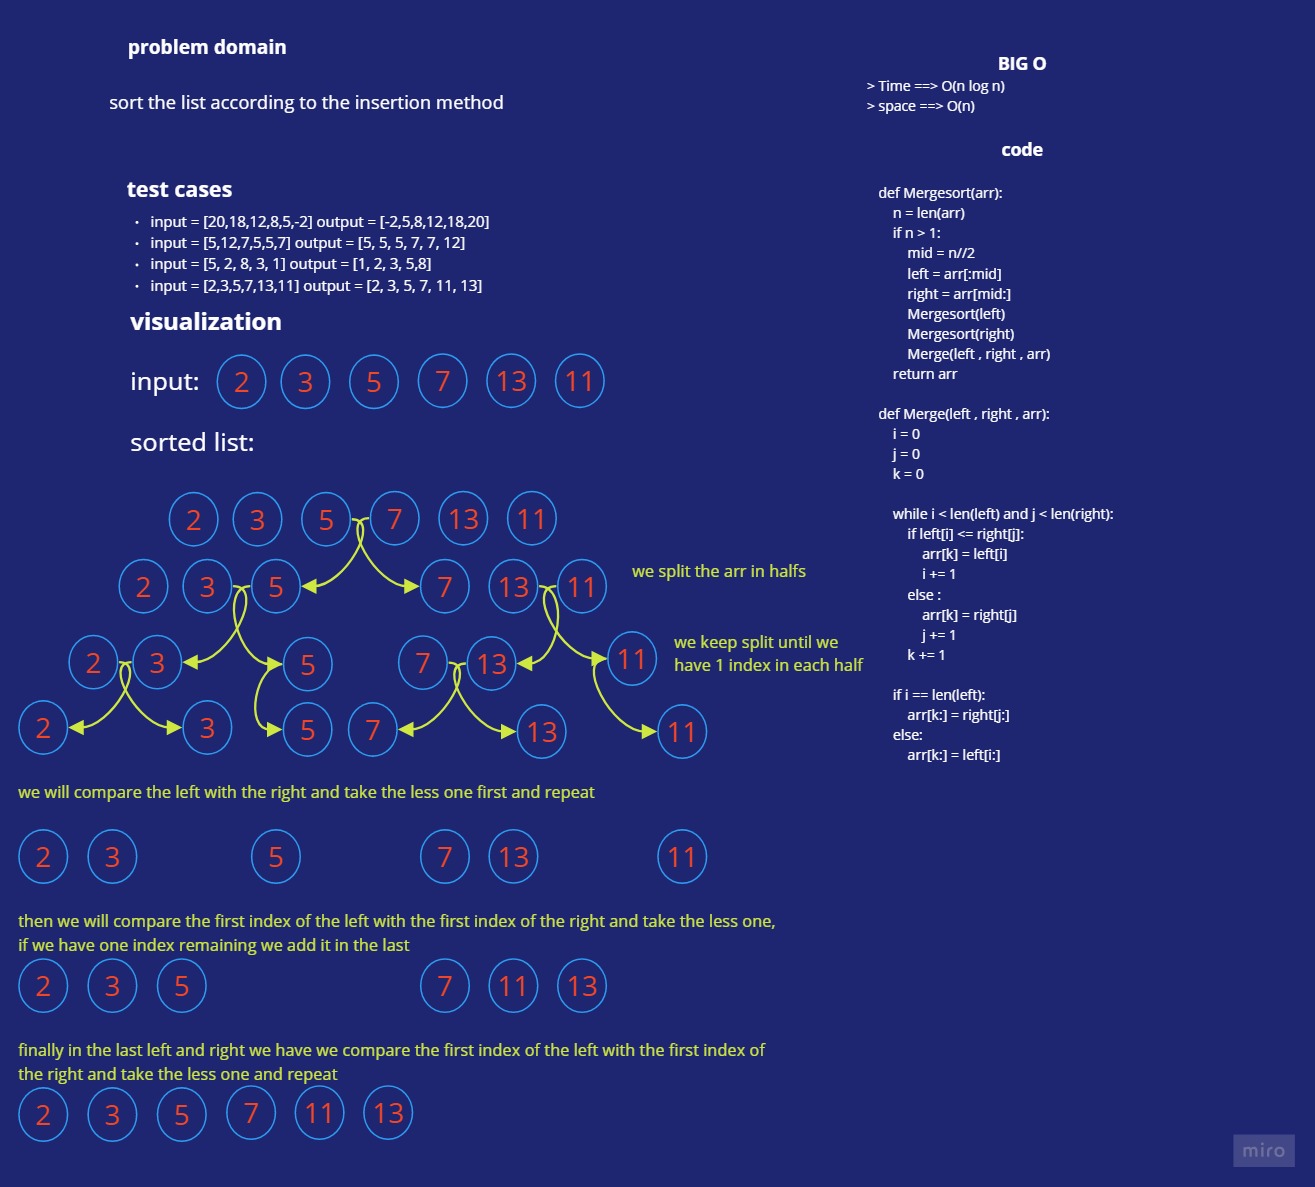 problem domain
sort the list according to the insertion method
test cases
· input = [20,18,12,8,5,-2] output = [-2,5,8,12,18,20]
· input = [5,12,7,5,5,7] output = [5, 5, 5, 7, 7, 12]
· input = [5, 2, 8, 3, 1] output = [1, 2, 3, 5,8]
· input = [2,3,5,7,13,11] output = [2, 3, 5, 7, 11, 13]
visualization
input: 2 3 5 7 13 11
sorted list:
2 3 5 7 13 11
2 3 5 7 13 11
we split the arr in halfs
2 3 5 7 13 11
we keep split until we
have 1 index in each half
2 3 5 7 13 11
we will compare the left with the right and take the less one first and repeat
2 3 5 7 13 11
then we will compare the first index of the left with the first index of the right and take the less one,
if we have one index remaining we add it in the last
2 3 5 7 11 13
finally in the last left and right we have we compare the first index of the left with the first index of
the right and take the less one and repeat
2 3 5 7 11 13
BIG O
> Time ==> O(n log n)
> space ==> O(n)
code
def Mergesort(arr):
n = len(arr)
if n > 1:
mid = n//2
left = arr[:mid]
right = arr[mid:]
Mergesort(left)
Mergesort(right)
Merge(left , right , arr)
return arr
def Merge(left , right , arr):
i = 0
j = 0
k = 0
while i < len(left) and j < len(right):
if left[i] <= right[j]:
arr[k] = left[i]
i += 1
else :
arr[k] = right[j]
j += 1
k += 1
if i == len(left):
arr[k:] = right[j:]
else:
arr[k:] = left[i:]
miro